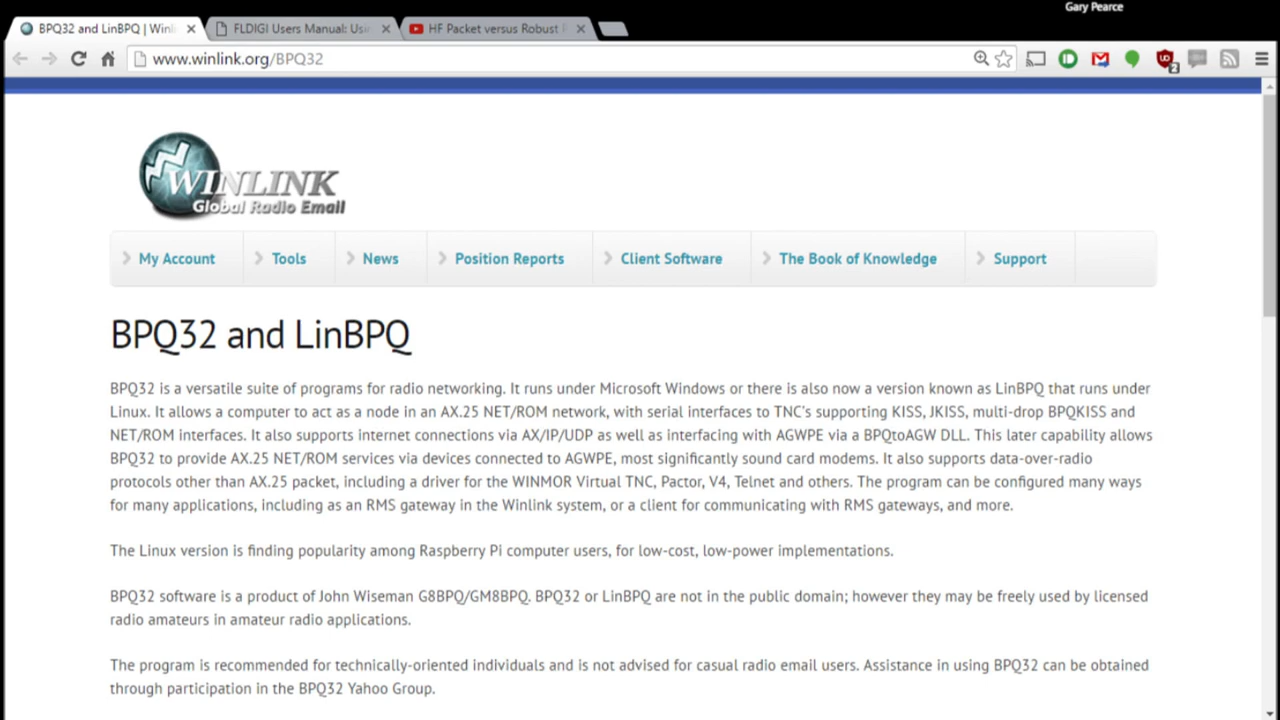 Gary Pearce
BPQ32 and LinBPQ | Winl
FLDIGI Users Manual: Usi
HF Packet versus Robust P
www.winlink.org/BPQ32
2
WINLINK
Global Radio Email
My Account
Tools
News
Position Reports
Client Software
The Book of Knowledge
Support
BPQ32 and LinBPQ
BPQ32 is a versatile suite of programs for radio networking. It runs under Microsoft Windows or there is also now a version known as LinBPQ that runs under
Linux. It allows a computer to act as a node in an AX.25 NET/ROM network, with serial interfaces to TNC's supporting KISS, JKISS, multi-drop BPQKISS and
NET/ROM interfaces. It also supports internet connections via AX/IP/UDP as well as interfacing with AGWPE via a BPQtoAGW DLL. This later capability allows
BPQ32 to provide AX.25 NET/ROM services via devices connected to AGWPE, most significantly sound card modems. It also supports data-over-radio
protocols other than AX.25 packet, including a driver for the WINMOR Virtual TNC, Pactor, V4, Telnet and others. The program can be configured many ways
for many applications, including as an RMS gateway in the Winlink system, or a client for communicating with RMS gateways, and more.
The Linux version is finding popularity among Raspberry Pi computer users, for low-cost, low-power implementations.
BPQ32 software is a product of John Wiseman G8BPQ/GM8BPQ. BPQ32 or LinBPQ are not in the public domain; however they may be freely used by licensed
radio amateurs in amateur radio applications.
The program is recommended for technically-oriented individuals and is not advised for casual radio email users. Assistance in using BPQ32 can be obtained
through participation in the BPQ32 Yahoo Group.